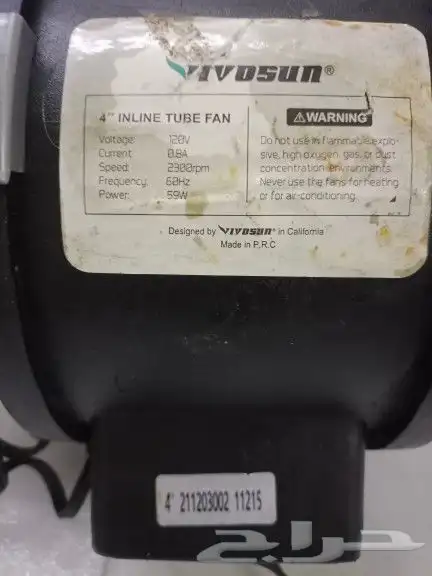 VIVOSUN®
4" INLINE TUBE FAN
Voltage: 120V
Current: 0.8A
Speed: 2300rpm
Frequency: 60Hz
Power: 59W
⚠WARNING
Do not use in flammable,explo-
sive, high oxygen, gas, or dust
concentration environments.
Never use the fans for heating
or for air-conditioning.
Designed by VIVOSUN® in California
Made in P.R.C
4" 211203002 11215
حراج